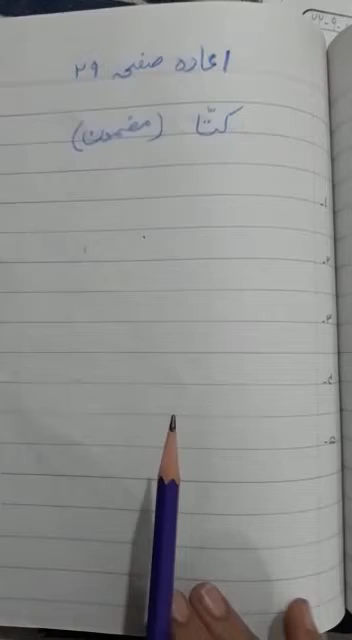 اعادہ صفحہ ۲۹
کتّا (مضمون)
۱-
۲-
۳-
۴-
۵-